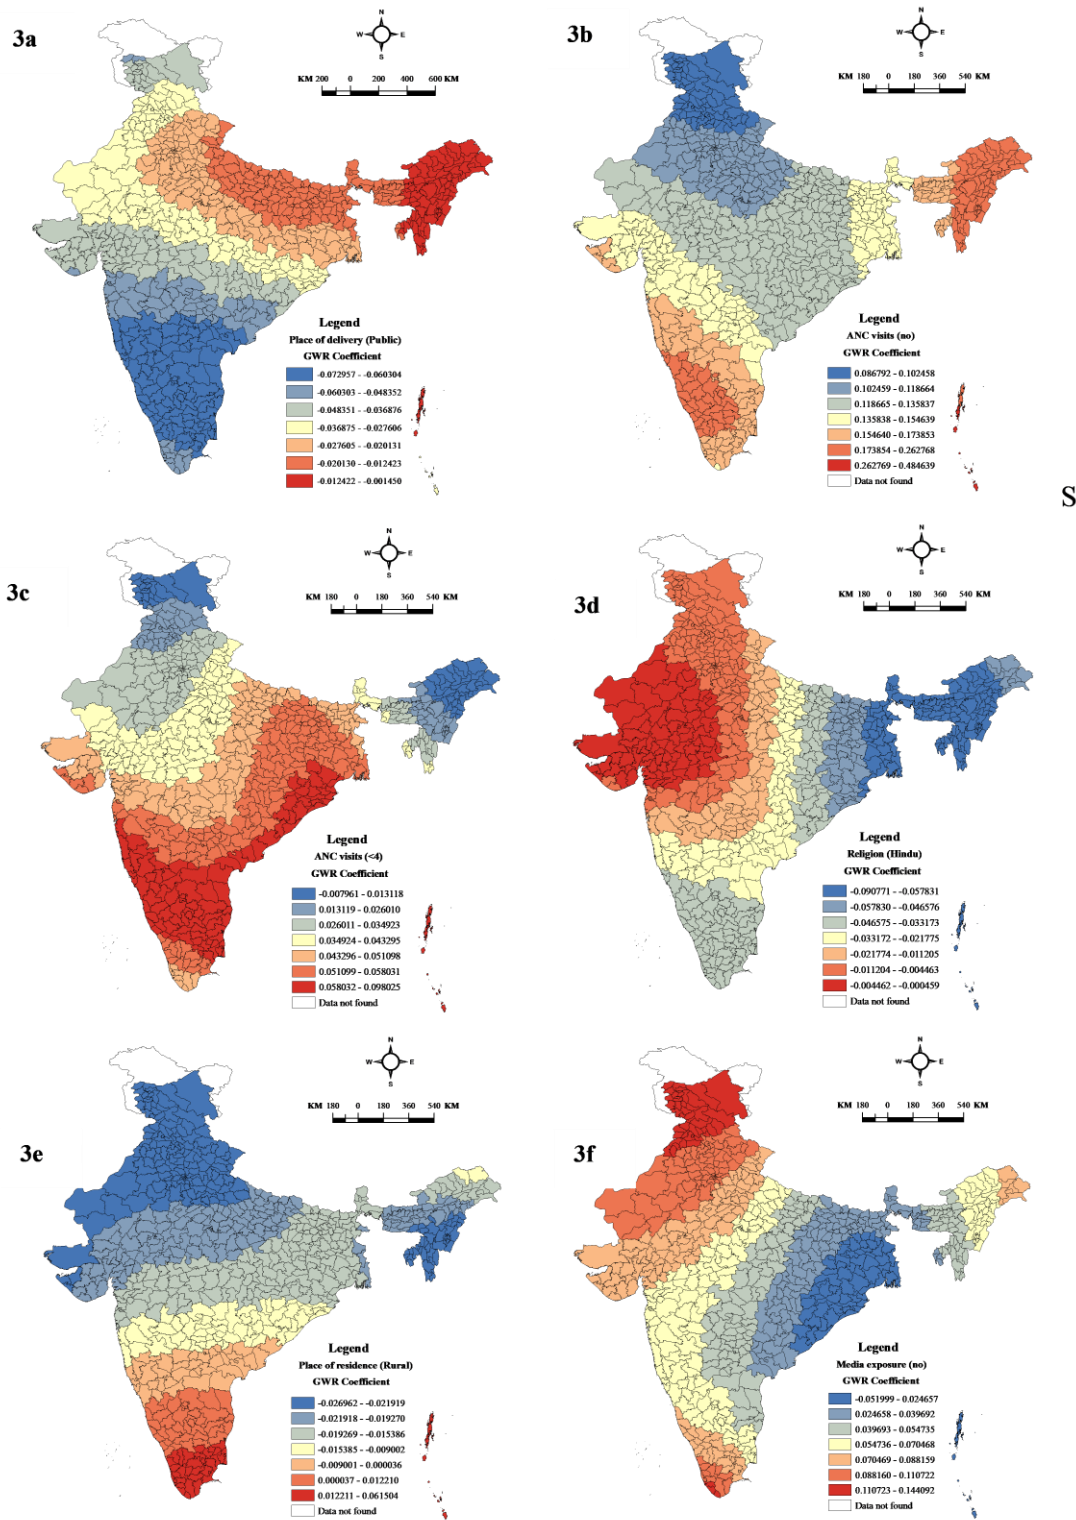 3a
N
W E
S
KM 200 0 200 400 600 KM
Legend
Place of delivery (Public)
GWR Coefficient
-0.072957 - -0.060304
-0.060303 - -0.048352
-0.048351 - -0.036876
-0.036875 - -0.027606
-0.027605 - -0.020131
-0.020130 - -0.012423
-0.012422 - -0.001450
3b
N
W E
S
KM 180 0 180 360 540 KM
Legend
ANC visits (no)
GWR Coefficient
0.086792 - 0.102458
0.102459 - 0.118664
0.118665 - 0.135837
0.135838 - 0.154639
0.154640 - 0.173853
0.173854 - 0.262768
0.262769 - 0.484639
Data not found
S
3c
N
W E
S
KM 180 0 180 360 540 KM
Legend
ANC visits (<4)
GWR Coefficient
-0.007961 - 0.013118
0.013119 - 0.026010
0.026011 - 0.034923
0.034924 - 0.043295
0.043296 - 0.051098
0.051099 - 0.058031
0.058032 - 0.098025
Data not found
3d
N
W E
S
KM 180 0 180 360 540 KM
Legend
Religion (Hindu)
GWR Coefficient
-0.090771 - -0.057831
-0.057830 - -0.046576
-0.046575 - -0.033173
-0.033172 - -0.021775
-0.021774 - -0.011205
-0.011204 - -0.004463
-0.004462 - -0.000459
Data not found
3e
N
W E
S
KM 180 0 180 360 540 KM
Legend
Place of residence (Rural)
GWR Coefficient
-0.026962 - -0.021919
-0.021918 - -0.019270
-0.019269 - -0.015386
-0.015385 - -0.009002
-0.009001 - 0.000036
0.000037 - 0.012210
0.012211 - 0.061504
Data not found
3f
N
W E
S
KM 180 0 180 360 540 KM
Legend
Media exposure (no)
GWR Coefficient
-0.051999 - 0.024657
0.024658 - 0.039692
0.039693 - 0.054735
0.054736 - 0.070468
0.070469 - 0.088159
0.088160 - 0.110722
0.110723 - 0.144092
Data not found